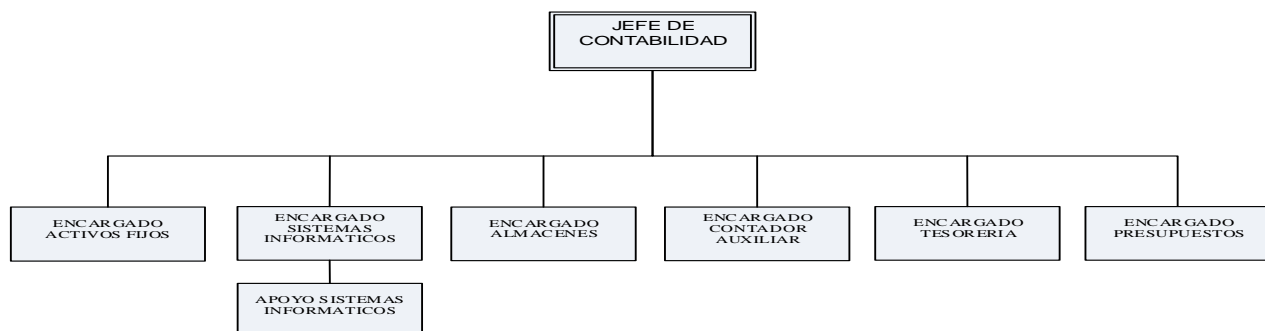 JEFE DE
CONTABILIDAD
ENCARGADO
ACTIVOS FIJOS
ENCARGADO
SISTEMAS
INFORMATICOS
ENCARGADO
ALMACENES
ENCARGADO
CONTADOR
AUXILIAR
ENCARGADO
TESORERIA
ENCARGADO
PRESUPUESTOS
APOYO SISTEMAS
INFORMATICOS